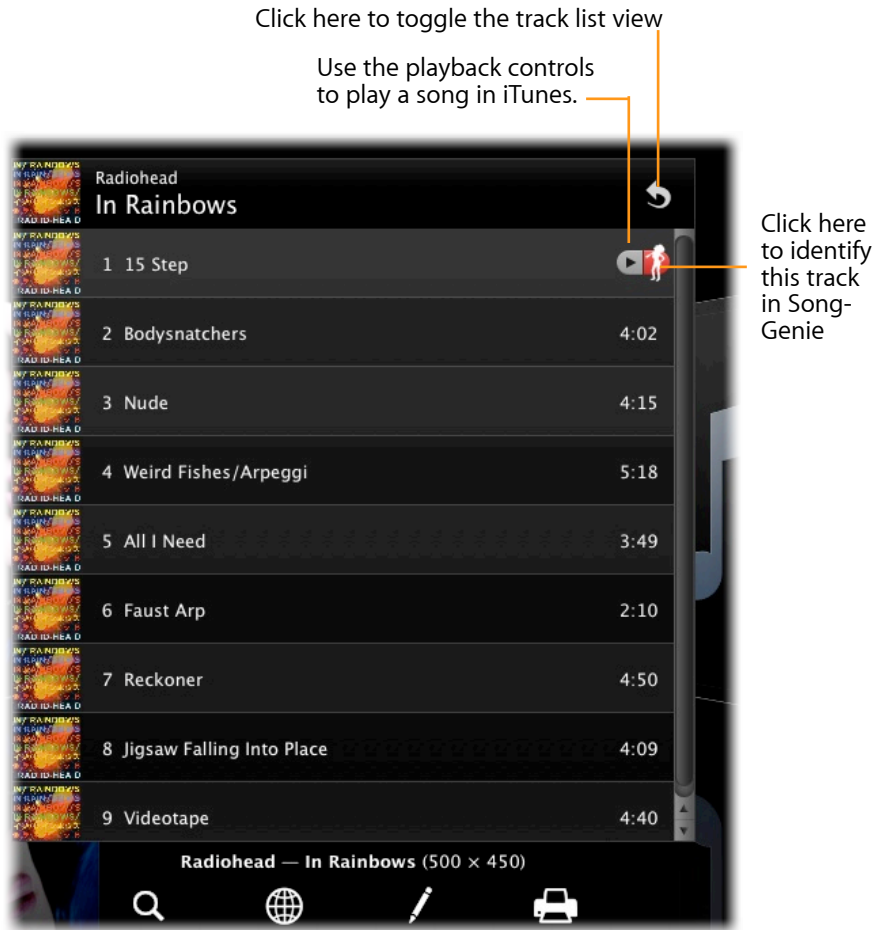 Click here to toggle the track list view
Use the playback controls
to play a song in iTunes.
Radiohead
In Rainbows
Click here
to identify
this track
in Song-
Genie
1 15 Step
2 Bodysnatchers 4:02
3 Nude 4:15
4 Weird Fishes/Arpeggi 5:18
5 All I Need 3:49
6 Faust Arp 2:10
7 Reckoner 4:50
8 Jigsaw Falling Into Place 4:09
9 Videotape 4:40
Radiohead — In Rainbows (500 × 450)